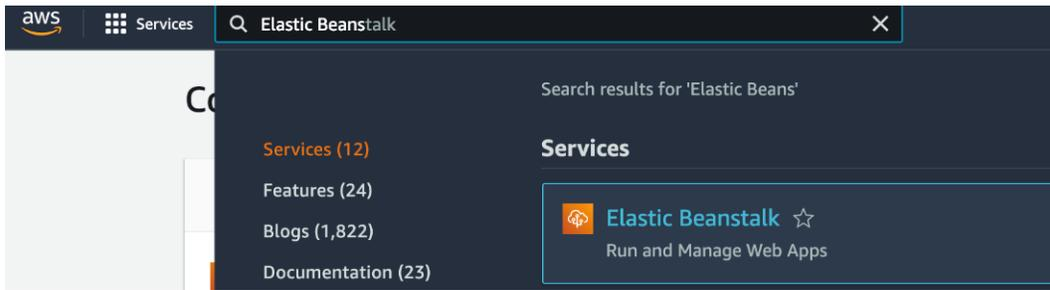 aws Services Elastic Beanstalk
Search results for 'Elastic Beans'
Co
Services (12)
Features (24)
Blogs (1,822)
Documentation (23)
Services
Elastic Beanstalk
Run and Manage Web Apps